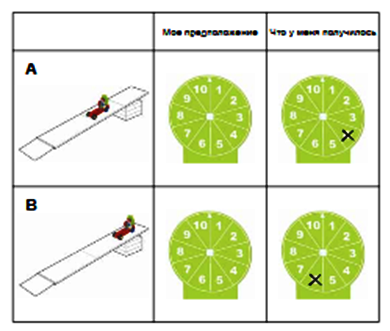 Мое предположение
Что у меня получилось
A
10 1 2 3 4 5 6 7 8 9
10 1 2 3 5 6 7 8 9
B
10 1 2 3 4 5 6 7 8 9
10 1 2 3 4 5 7 8 9